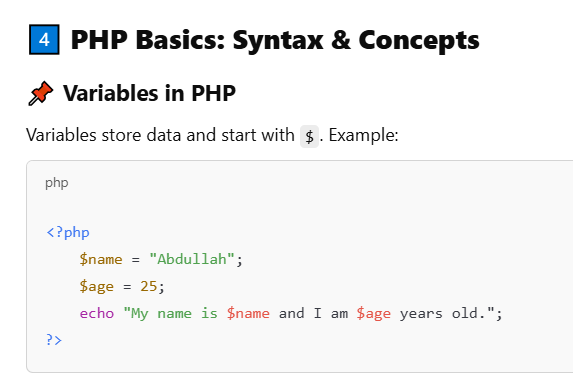 4 PHP Basics: Syntax & Concepts
Variables in PHP
Variables store data and start with $. Example:
php
<?php
    $name = "Abdullah";
    $age = 25;
    echo "My name is $name and I am $age years old.";
?>